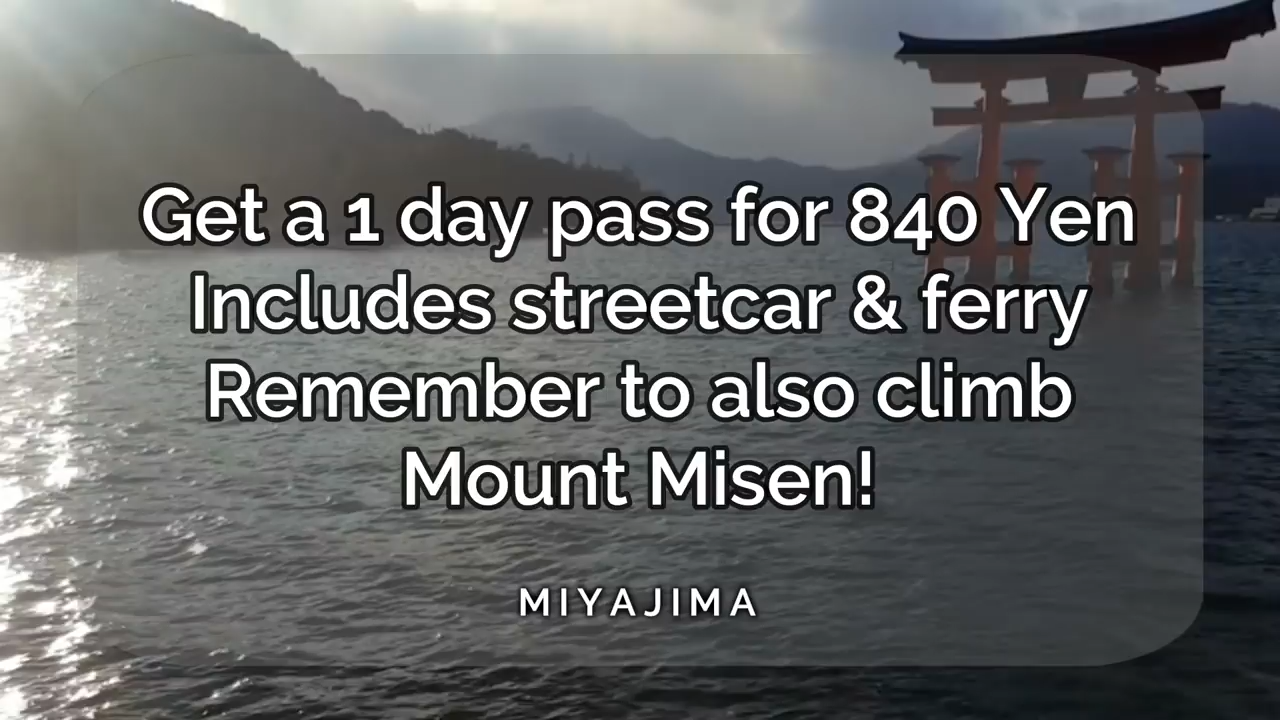 Get a 1 day pass for 840 Yen
Includes streetcar & ferry
Remember to also climb
Mount Misen!
MIYAJIMA